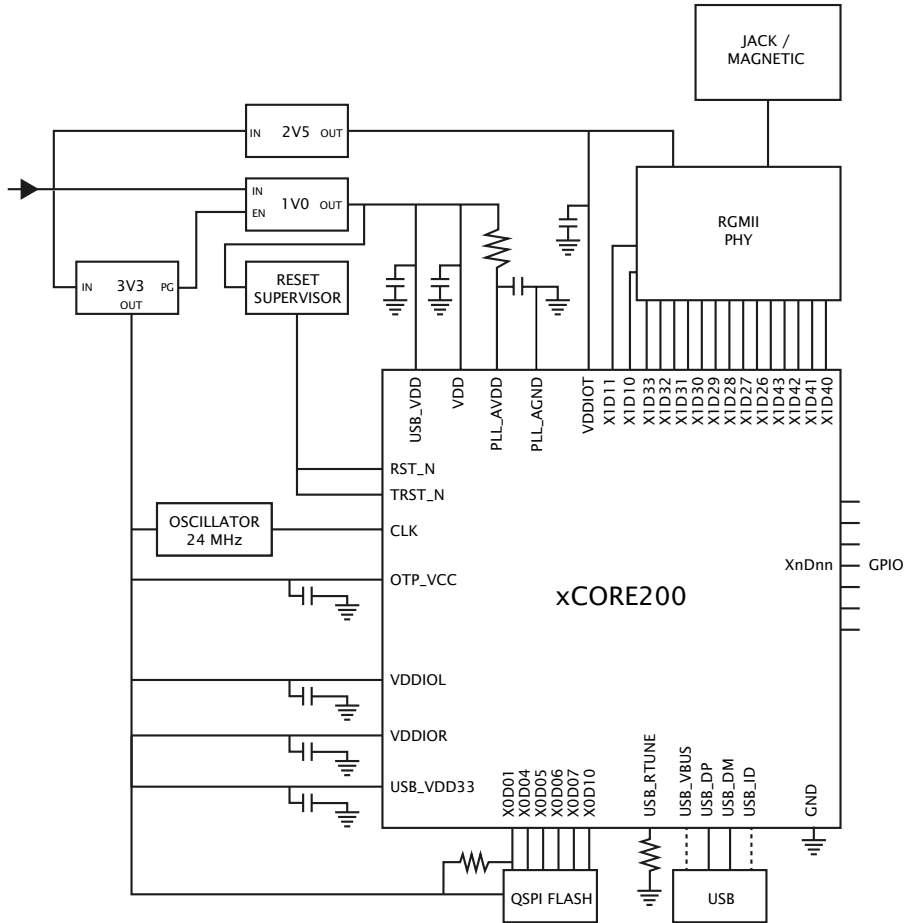 JACK /
MAGNETIC
IN 2V5 OUT
IN
1V0 OUT
EN
RGMII
PHY
IN 3V3 PG
OUT
RESET
SUPERVISOR
USB_VDD
VDD
PLL_AVDD
PLL_AGND
VDDIOT
X1D11
X1D10
X1D33
X1D32
X1D31
X1D30
X1D29
X1D28
X1D27
X1D26
X1D43
X1D42
X1D41
X1D40
RST_N
TRST_N
OSCILLATOR
24 MHz
CLK
XnDnn GPIO
OTP_VCC
xCORE200
VDDIOL
VDDIOR
USB_VDD33
X0D01
X0D04
X0D05
X0D06
X0D07
X0D10
USB_RTUNE
USB_VBUS
USB_DP
USB_DM
USB_ID
GND
QSPI FLASH
USB